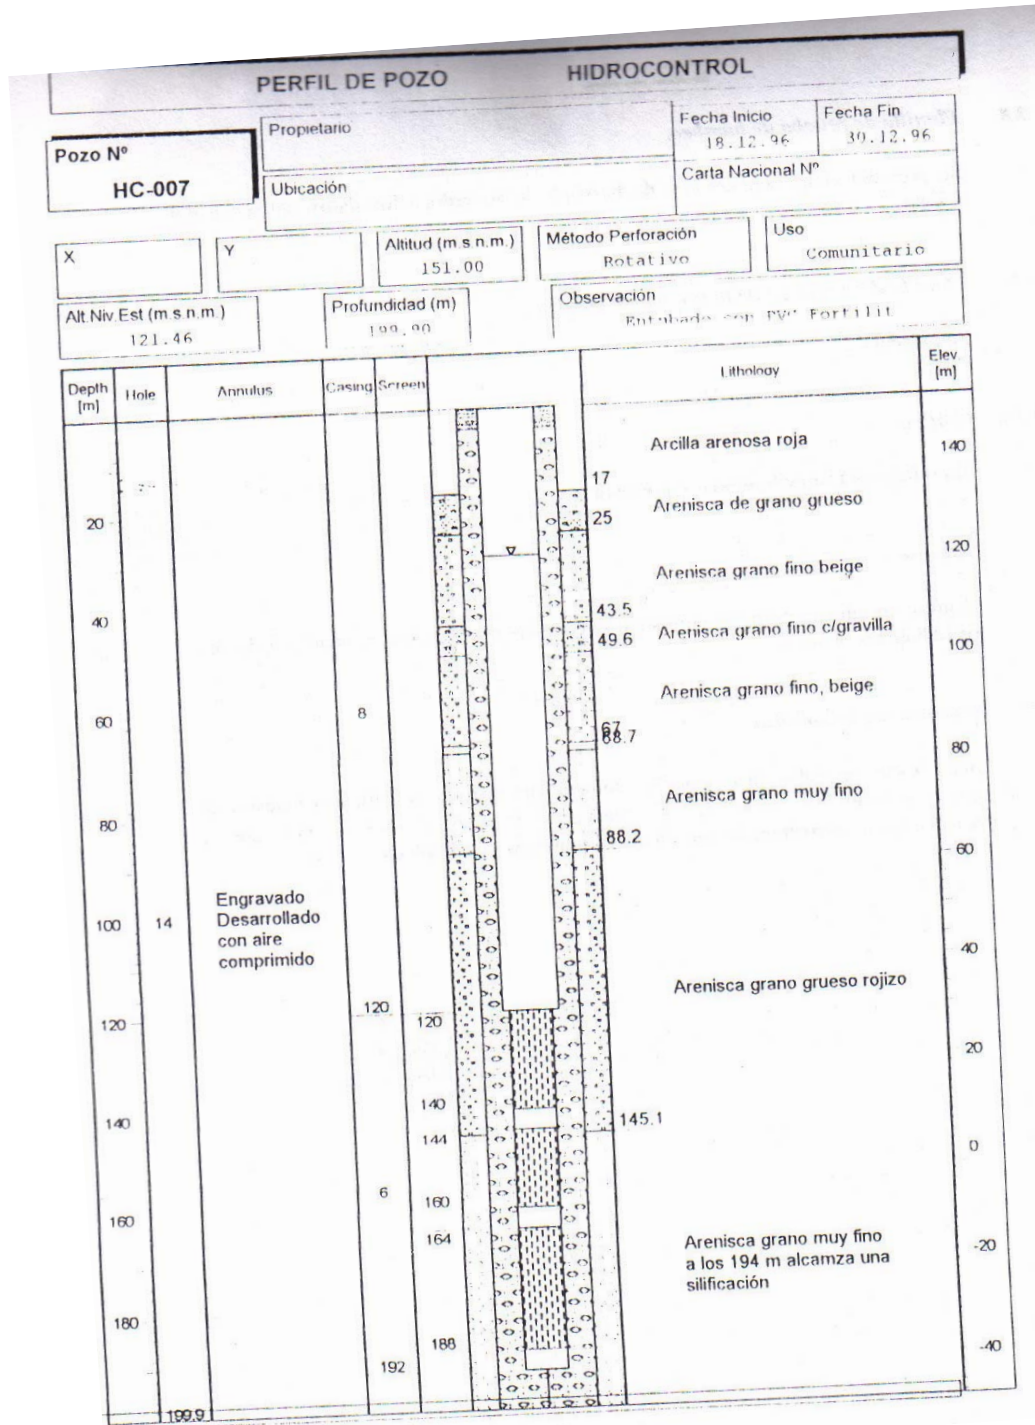 PERFIL DE POZO HIDROCONTROL
Pozo Nº
HC-007
Propietario
Ubicación
Fecha Inicio
18.12.96
Fecha Fin
30.12.96
Carta Nacional Nº
X
Y
Altitud (m.s.n.m.)
151.00
Método Perforación
Rotativo
Uso
Comunitario
Alt.Niv.Est (m.s.n.m.)
121.46
Profundidad (m)
199.90
Observación
Entubado con PVC Fortilit
Depth [m]
Hole
Annulus
Casing
Screen
Lithology
Elev. [m]
Arcilla arenosa roja
140
17
20
Arenisca de grano grueso
25
120
Arenisca grano fino beige
43.5
40
Arenisca grano fino c/gravilla
49.6
100
Arenisca grano fino, beige
60
8
67
68.7
80
Arenisca grano muy fino
80
88.2
60
100
14
Engravado
Desarrollado
con aire
comprimido
40
Arenisca grano grueso rojizo
120
120
120
20
140
140
145.1
144
0
6
160
160
164
Arenisca grano muy fino
a los 194 m alcamza una
silificación
-20
180
188
192
-40
199.9